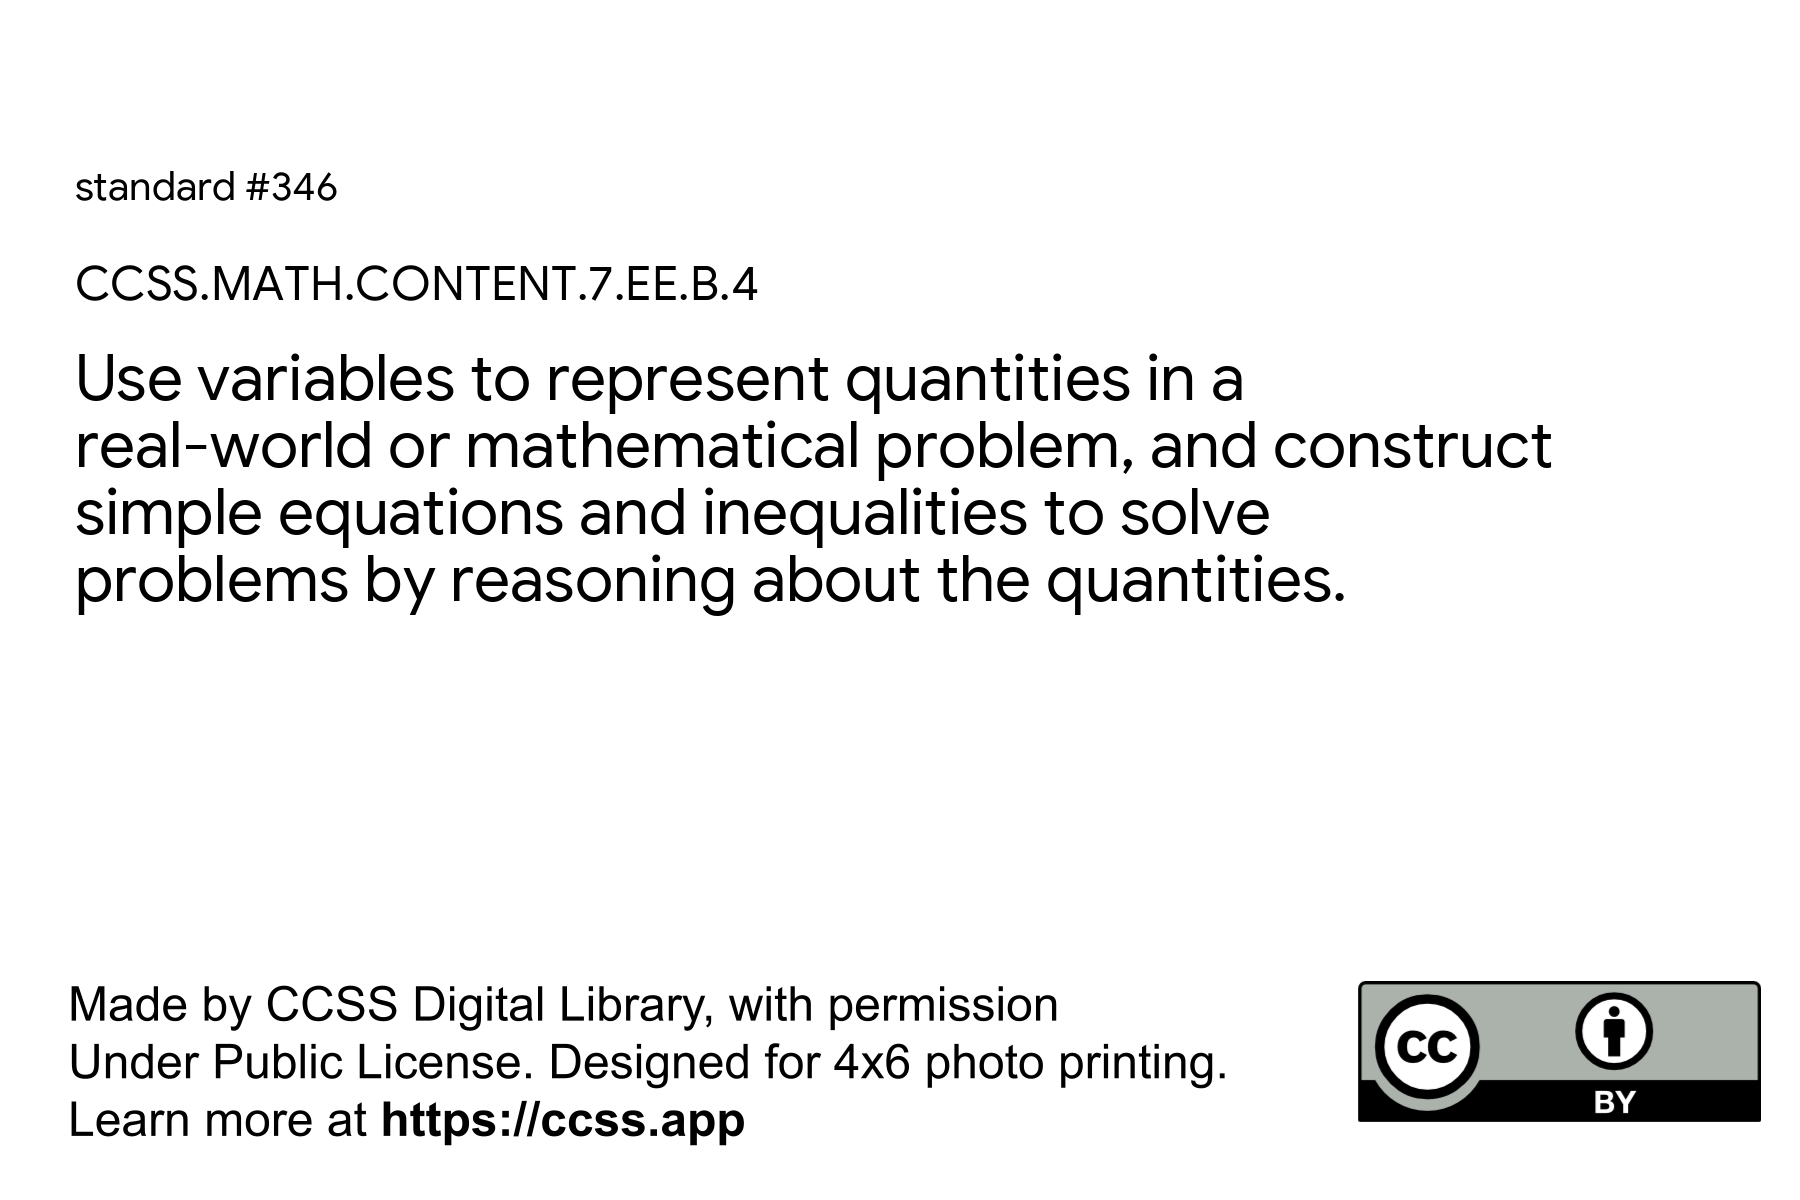 standard #346
CCSS.MATH.CONTENT.7.EE.B.4
Use variables to represent quantities in a
real-world or mathematical problem, and construct
simple equations and inequalities to solve
problems by reasoning about the quantities.
Made by CCSS Digital Library, with permission
Under Public License. Designed for 4x6 photo printing.
Learn more at https://ccss.app
cc
BY